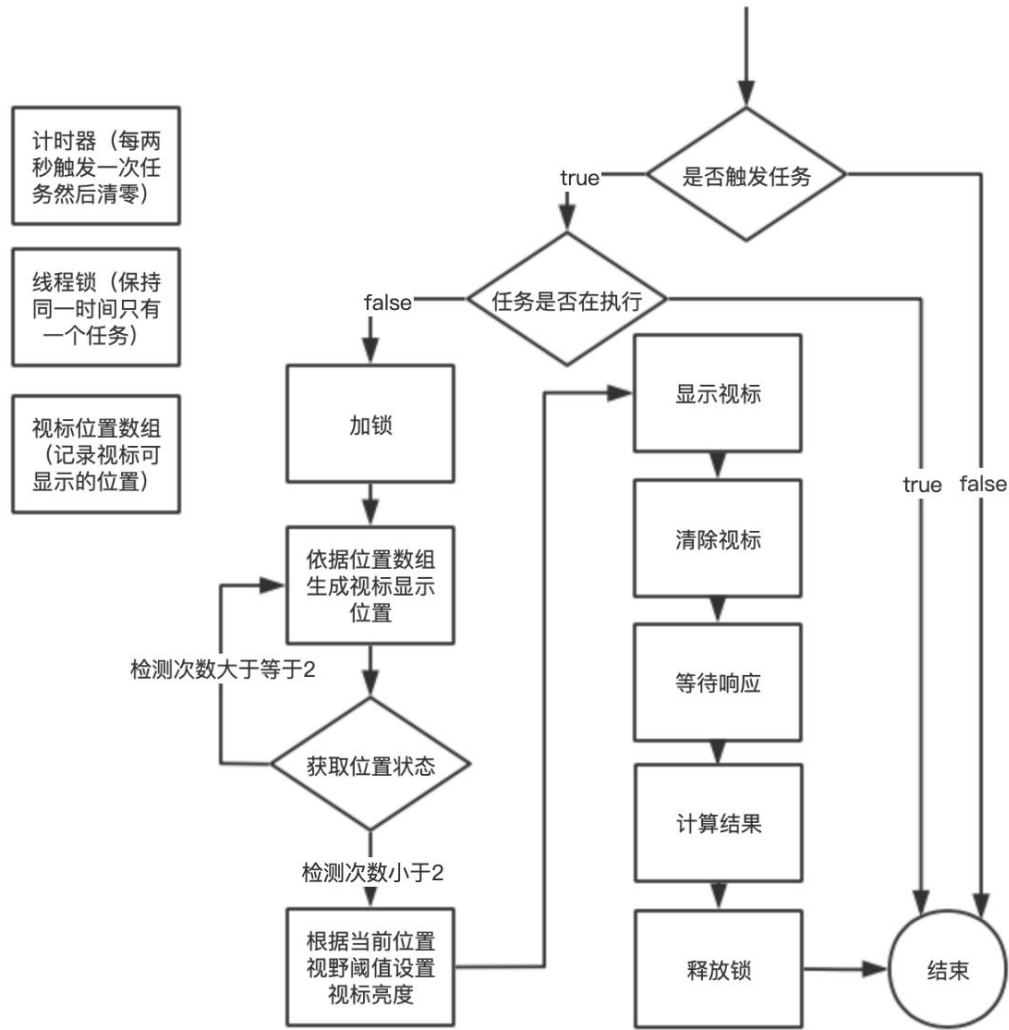 计时器（每两
秒触发一次任
务然后清零）
线程锁（保持
同一时间只有
一个任务）
视标位置数组
（记录视标可
显示的位置）
是否触发任务
true
任务是否在执行
false
加锁
依据位置数组
生成视标显示
位置
检测次数大于等于2
获取位置状态
检测次数小于2
根据当前位置
视野阈值设置
视标亮度
显示视标
清除视标
等待响应
计算结果
释放锁
true
false
结束